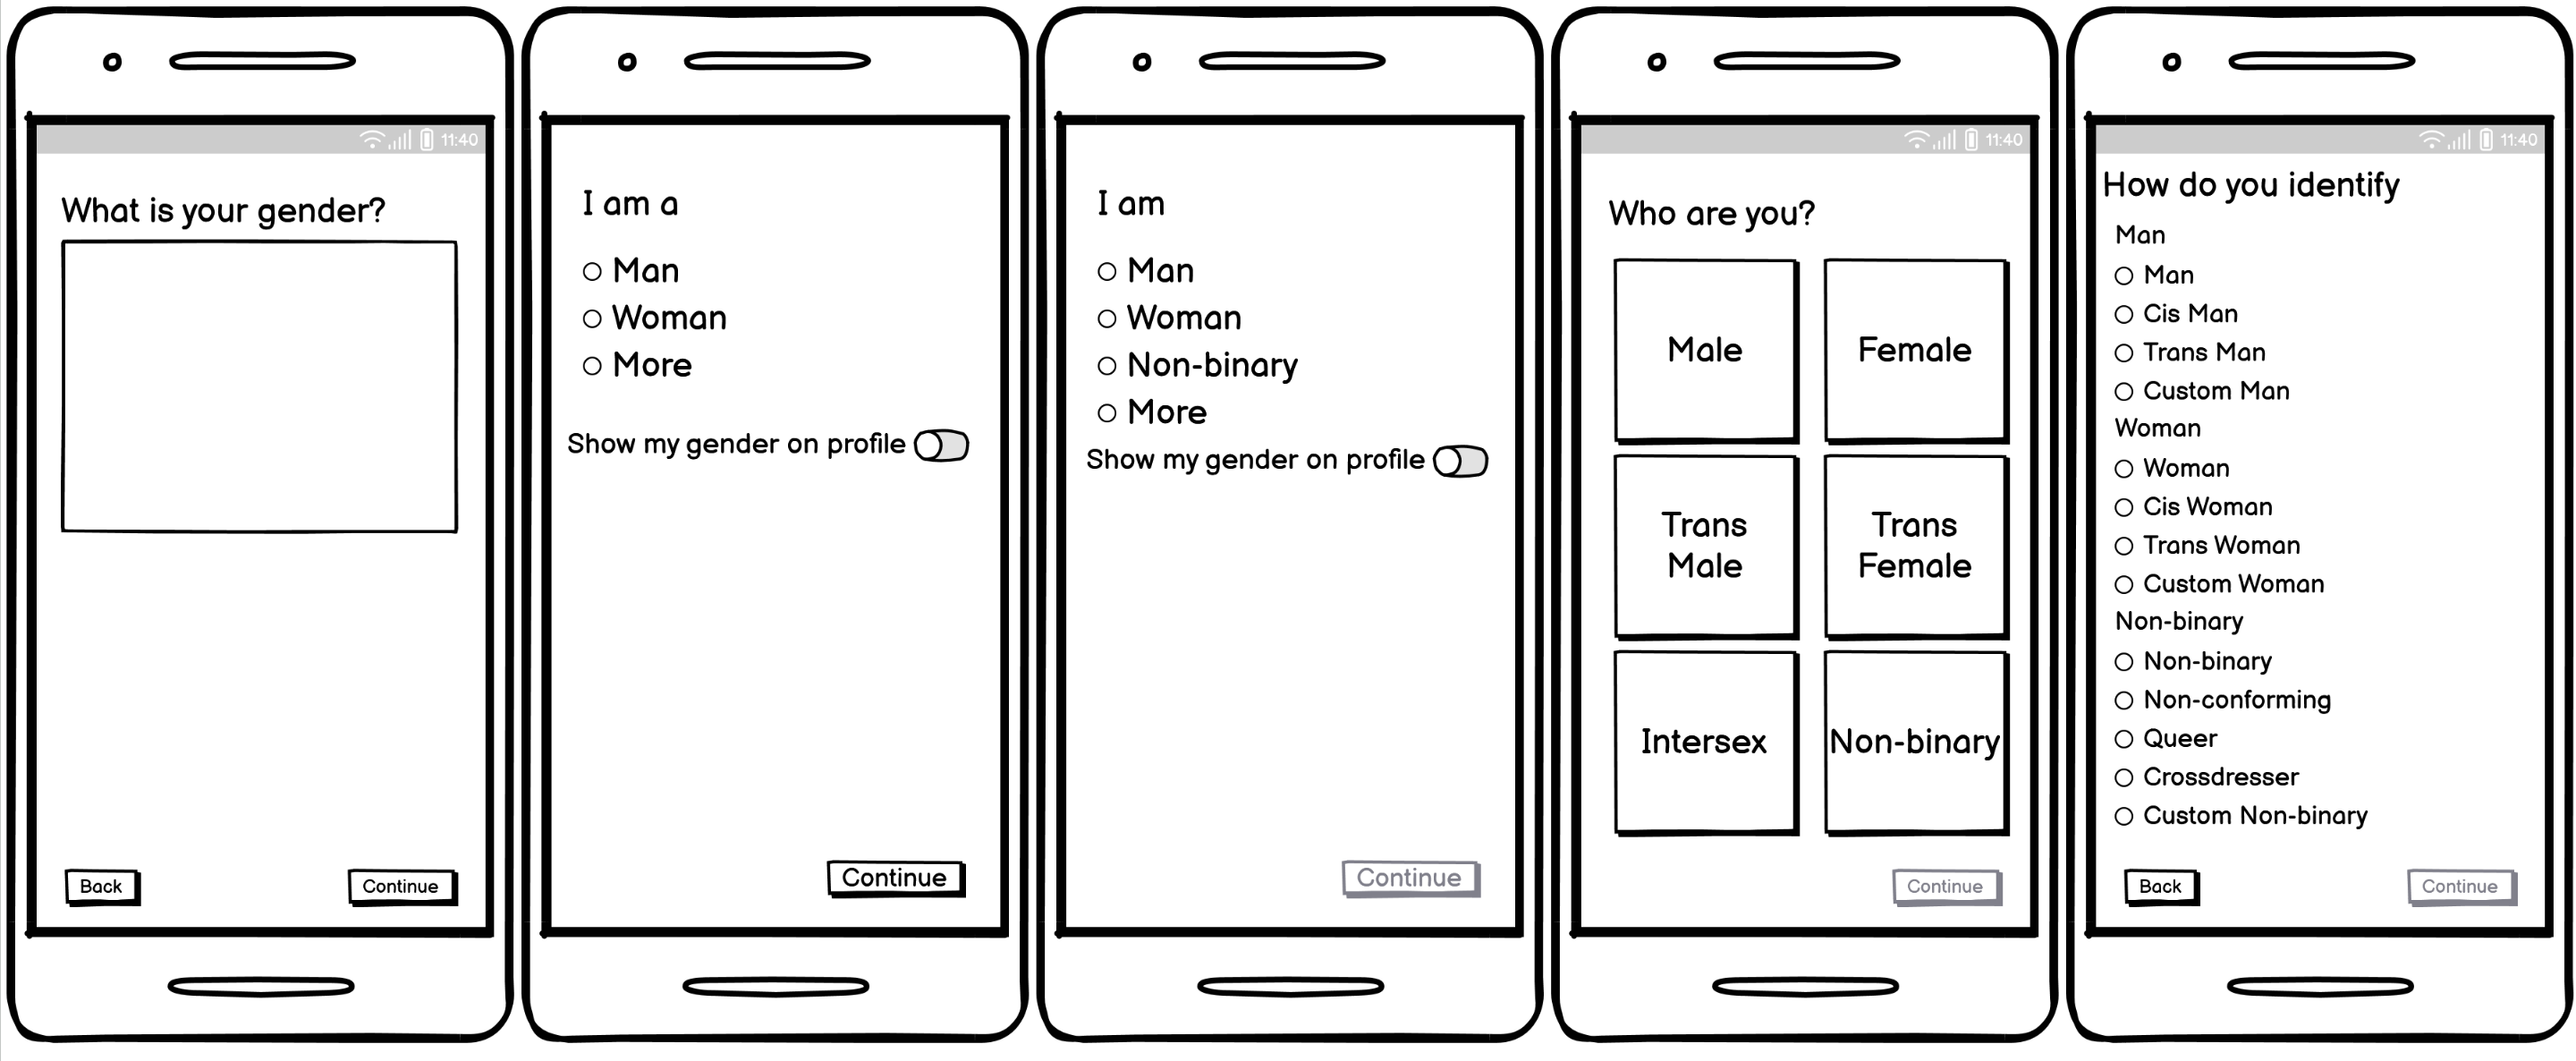 11:40
What is your gender?
Back
Continue
I am a
Man
Woman
More
Show my gender on profile
Continue
I am
Man
Woman
Non-binary
More
Show my gender on profile
Continue
11:40
Who are you?
Male
Female
Trans
Male
Trans
Female
Intersex
Non-binary
Continue
11:40
How do you identify
Man
Man
Cis Man
Trans Man
Custom Man
Woman
Woman
Cis Woman
Trans Woman
Custom Woman
Non-binary
Non-binary
Non-conforming
Queer
Crossdresser
Custom Non-binary
Back
Continue